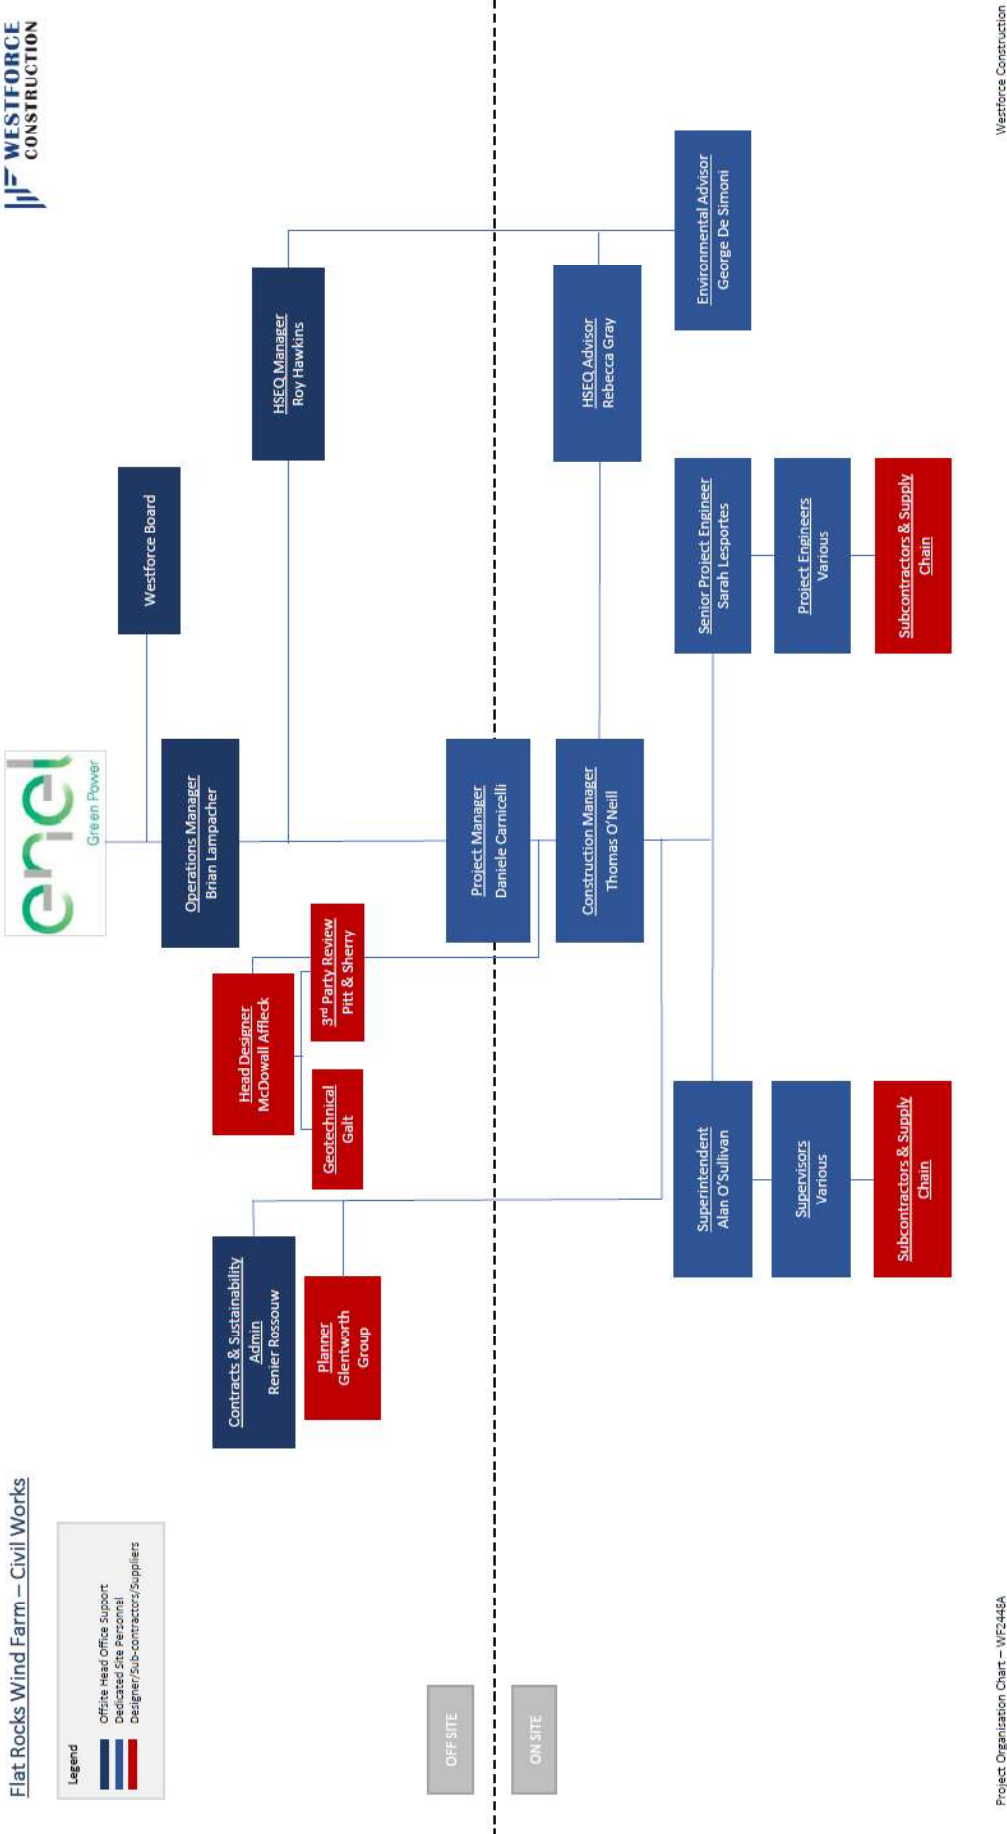 Flat Rocks Wind Farm – Civil Works
WESTFORCE
CONSTRUCTION
Legend
Offsite Head Office Support
Dedicated Site Personnel
Designer/Sub-contractors/Suppliers
enel
Green Power
Westforce Board
Operations Manager
Brian Lampacher
Contracts & Sustainability
Admin
Renier Rossouw
Head Designer
McDowall Affleck
HSEQ Manager
Roy Hawkins
Planner
Glentworth
Group
Geotechnical
Galt
3rd Party Review
Pitt & Sherry
OFF SITE
Project Manager
Daniele Carnicelli
ON SITE
Construction Manager
Thomas O'Neill
HSEQ Advisor
Rebecca Gray
Superintendent
Alan O'Sullivan
Senior Project Engineer
Sarah Lesportes
Environmental Advisor
George De Simoni
Supervisors
Various
Project Engineers
Various
Subcontractors & Supply
Chain
Subcontractors & Supply
Chain
Project Organisation Chart – WF2448A
Westforce Construction